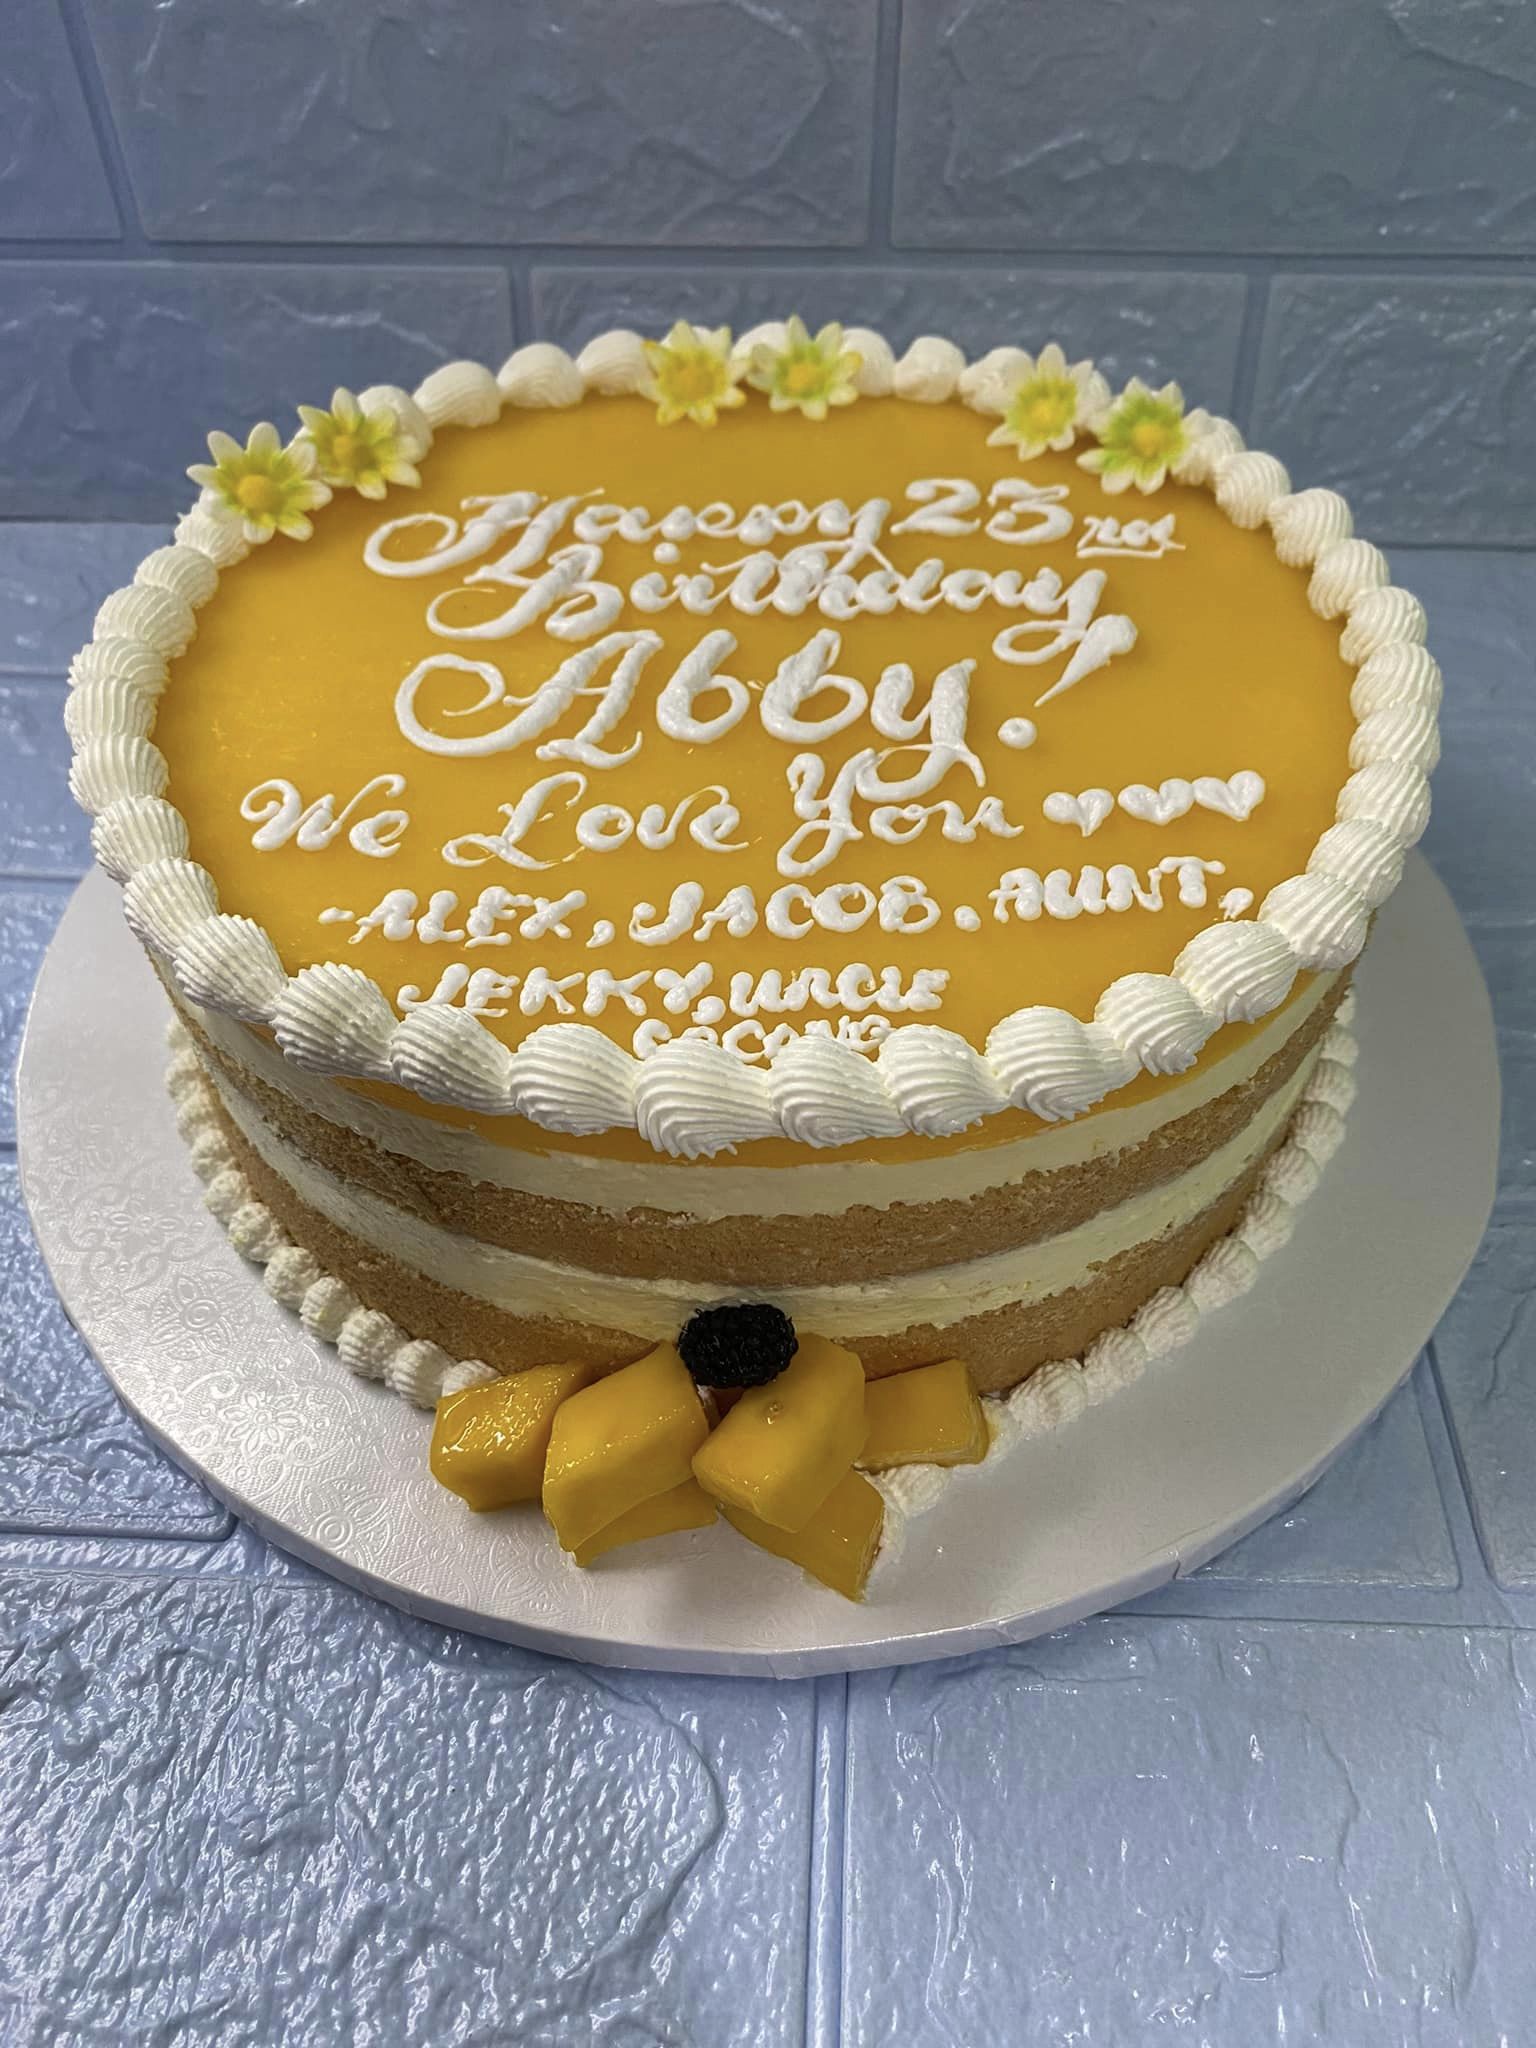 Happy 23nd
Birthday
Abby!
We Love You
-ALEX, JACOB. AUNT,
JEKKY, UNCLE